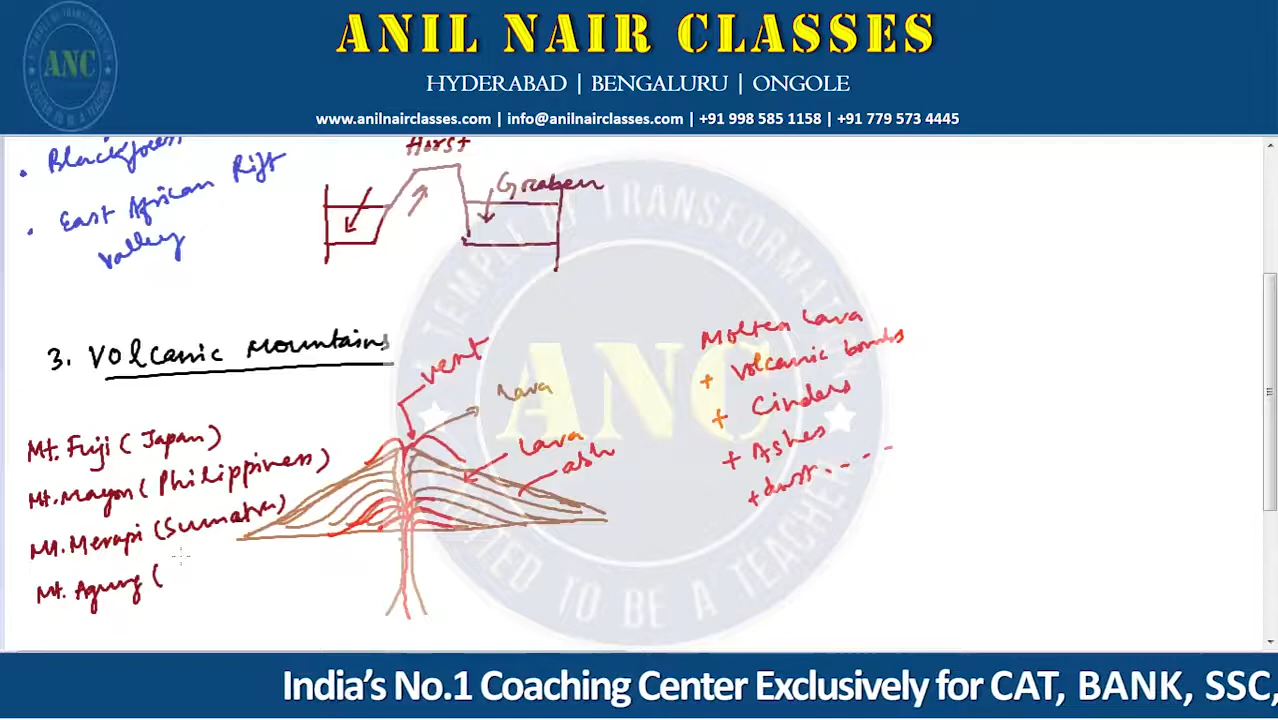 ANIL NAIR CLASSES
HYDERABAD | BENGALURU | ONGOLE
www.anilnairclasses.com | info@anilnairclasses.com | +91 998 585 1158 | +91 779 573 4445
ANC
Horst
• East African Rift
valley
Graben
3. Volcanic Mountains
vent
Lava
Lava
ash
Mt. Fuji (Japan)
Mt. Mayon (Philippiness)
Mt. Merapi (Sumatra)
Mt. Agung (
Molten Lava
+ Volcanic bombs
+ Cinders
+ Ashes
+ dust ....
ANC
India's No.1 Coaching Center Exclusively for CAT, BANK, SSC,